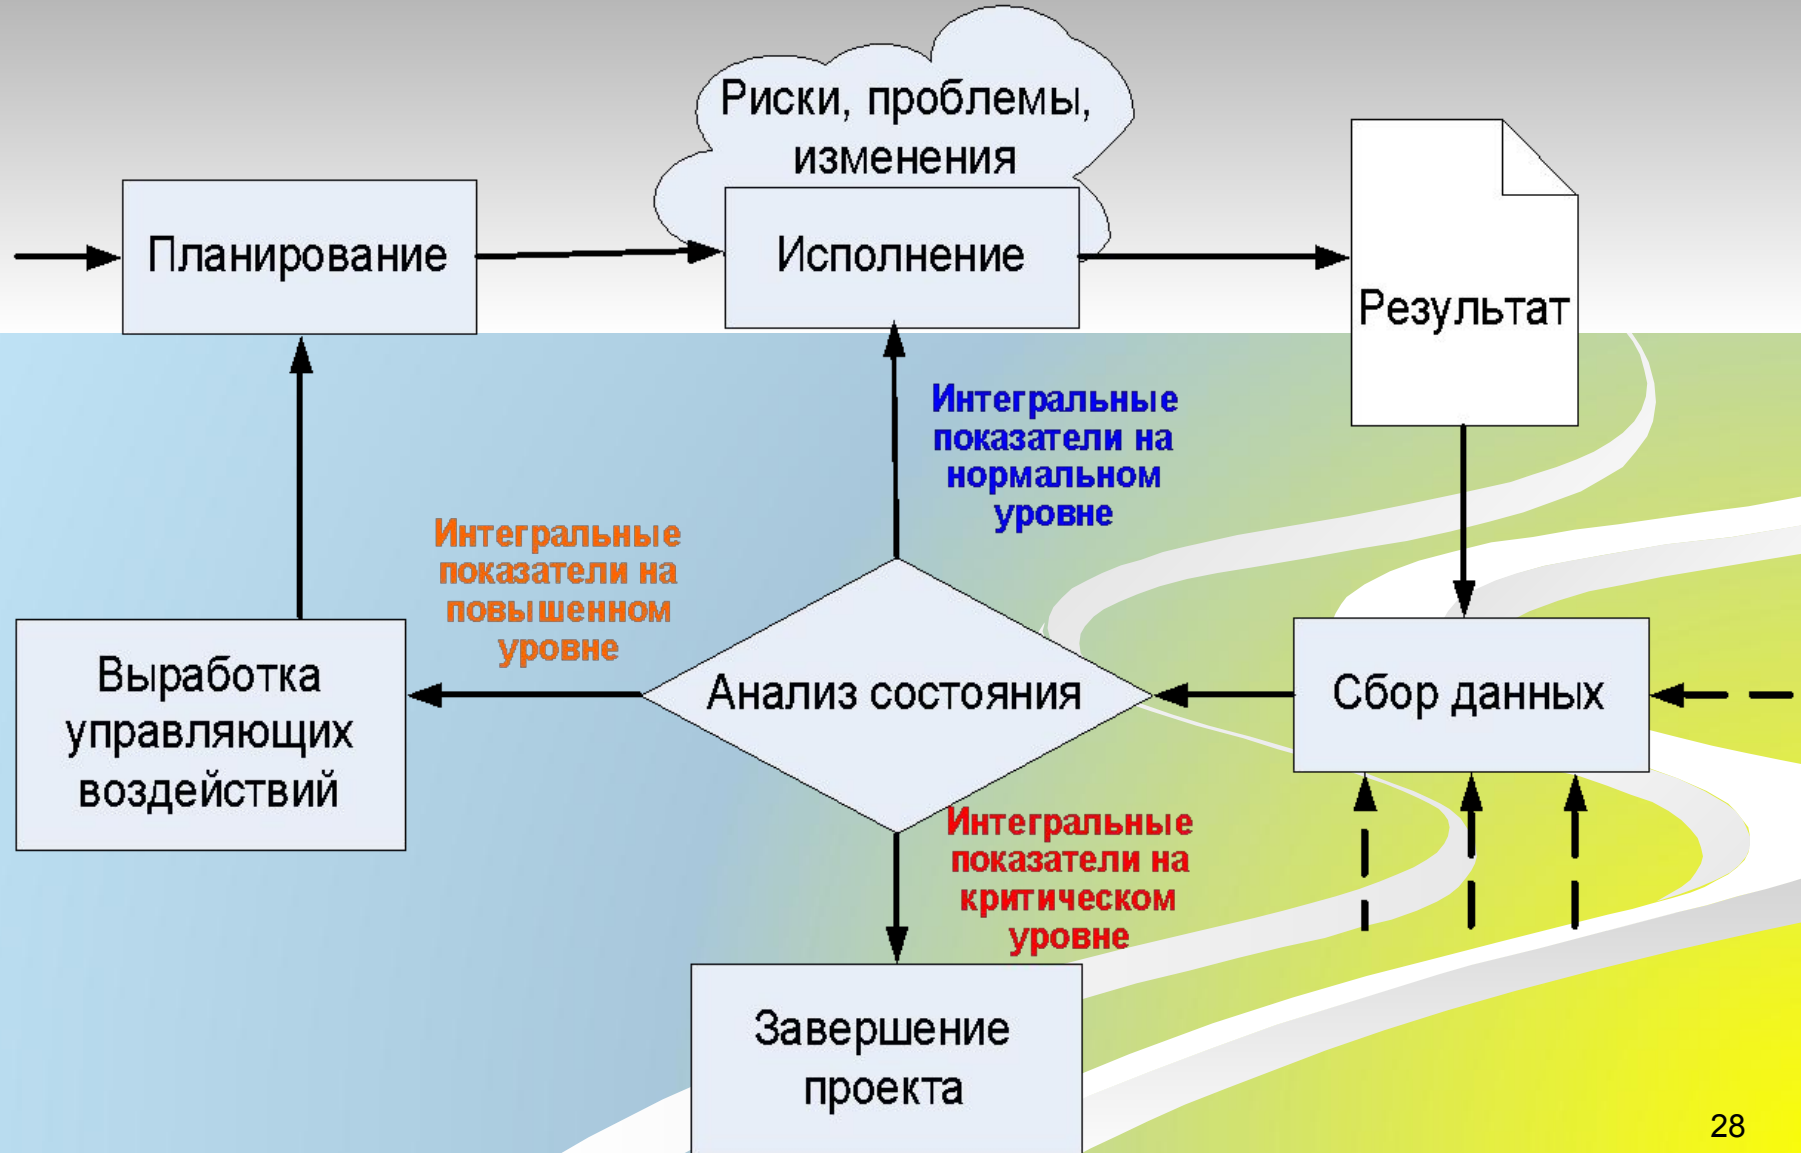 Риски, проблемы,
изменения
Планирование
Исполнение
Результат
Интегральные
показатели на
нормальном
уровне
Интегральные
показатели на
повышенном
уровне
Выработка
управляющих
воздействий
Анализ состояния
Сбор данных
Интегральные
показатели на
критическом
уровне
Завершение
проекта
28